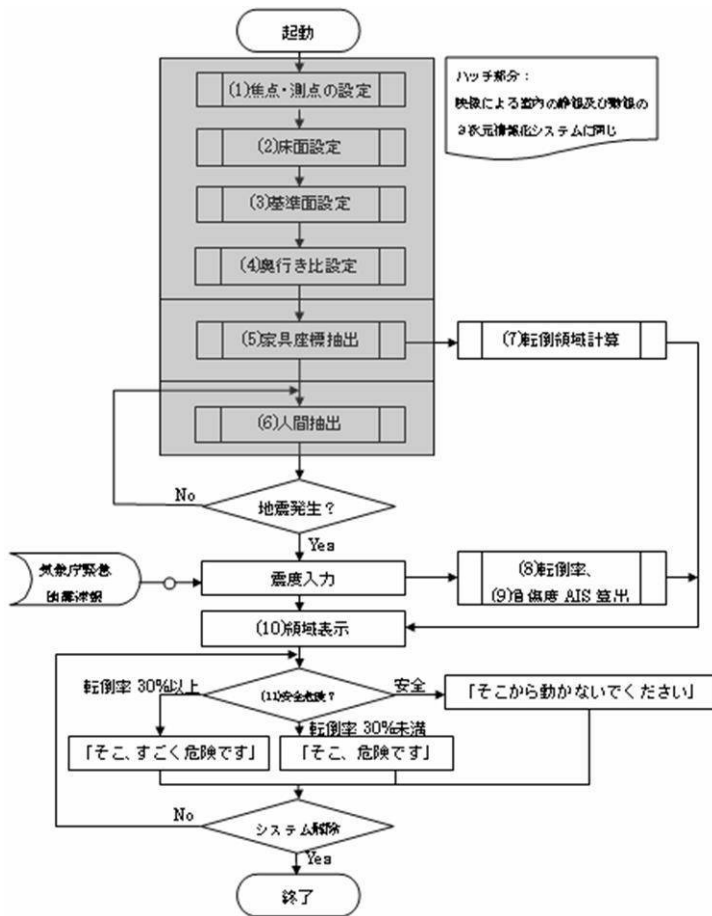 起動
(1)焦点・測点の設定
(2)床面設定
(3)基準面設定
(4)奥行き比設定
(5)家具座標抽出
(6)人間抽出
ハッチ部分：
映像による室内の静的及び動的の
3次元情報化システムに同じ
(7)転倒領域計算
地震発生？
No
Yes
気象庁緊急
地震速報
震度入力
(8)転倒率、
(9)負傷度 AIS 算出
(10)領域表示
転倒率 30%以上
(11)安全危険？
安全
「そこから動かないでください」
転倒率 30%未満
「そこ、すごく危険です」
「そこ、危険です」
No
システム解除
Yes
終了